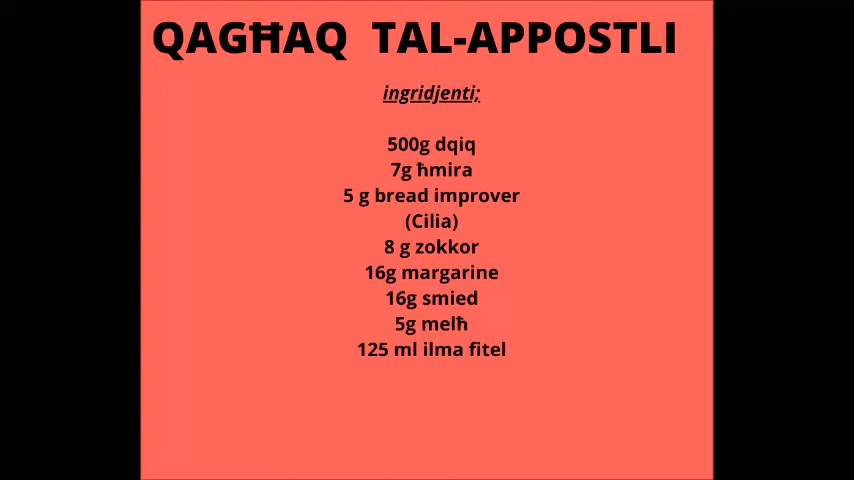 QAGĦAQ TAL-APPOSTLI
ingridjenti;
500g dqiq
7g ħmira
5 g bread improver
(Cilia)
8 g zokkor
16g margarine
16g smied
5g melħ
125 ml ilma fitel